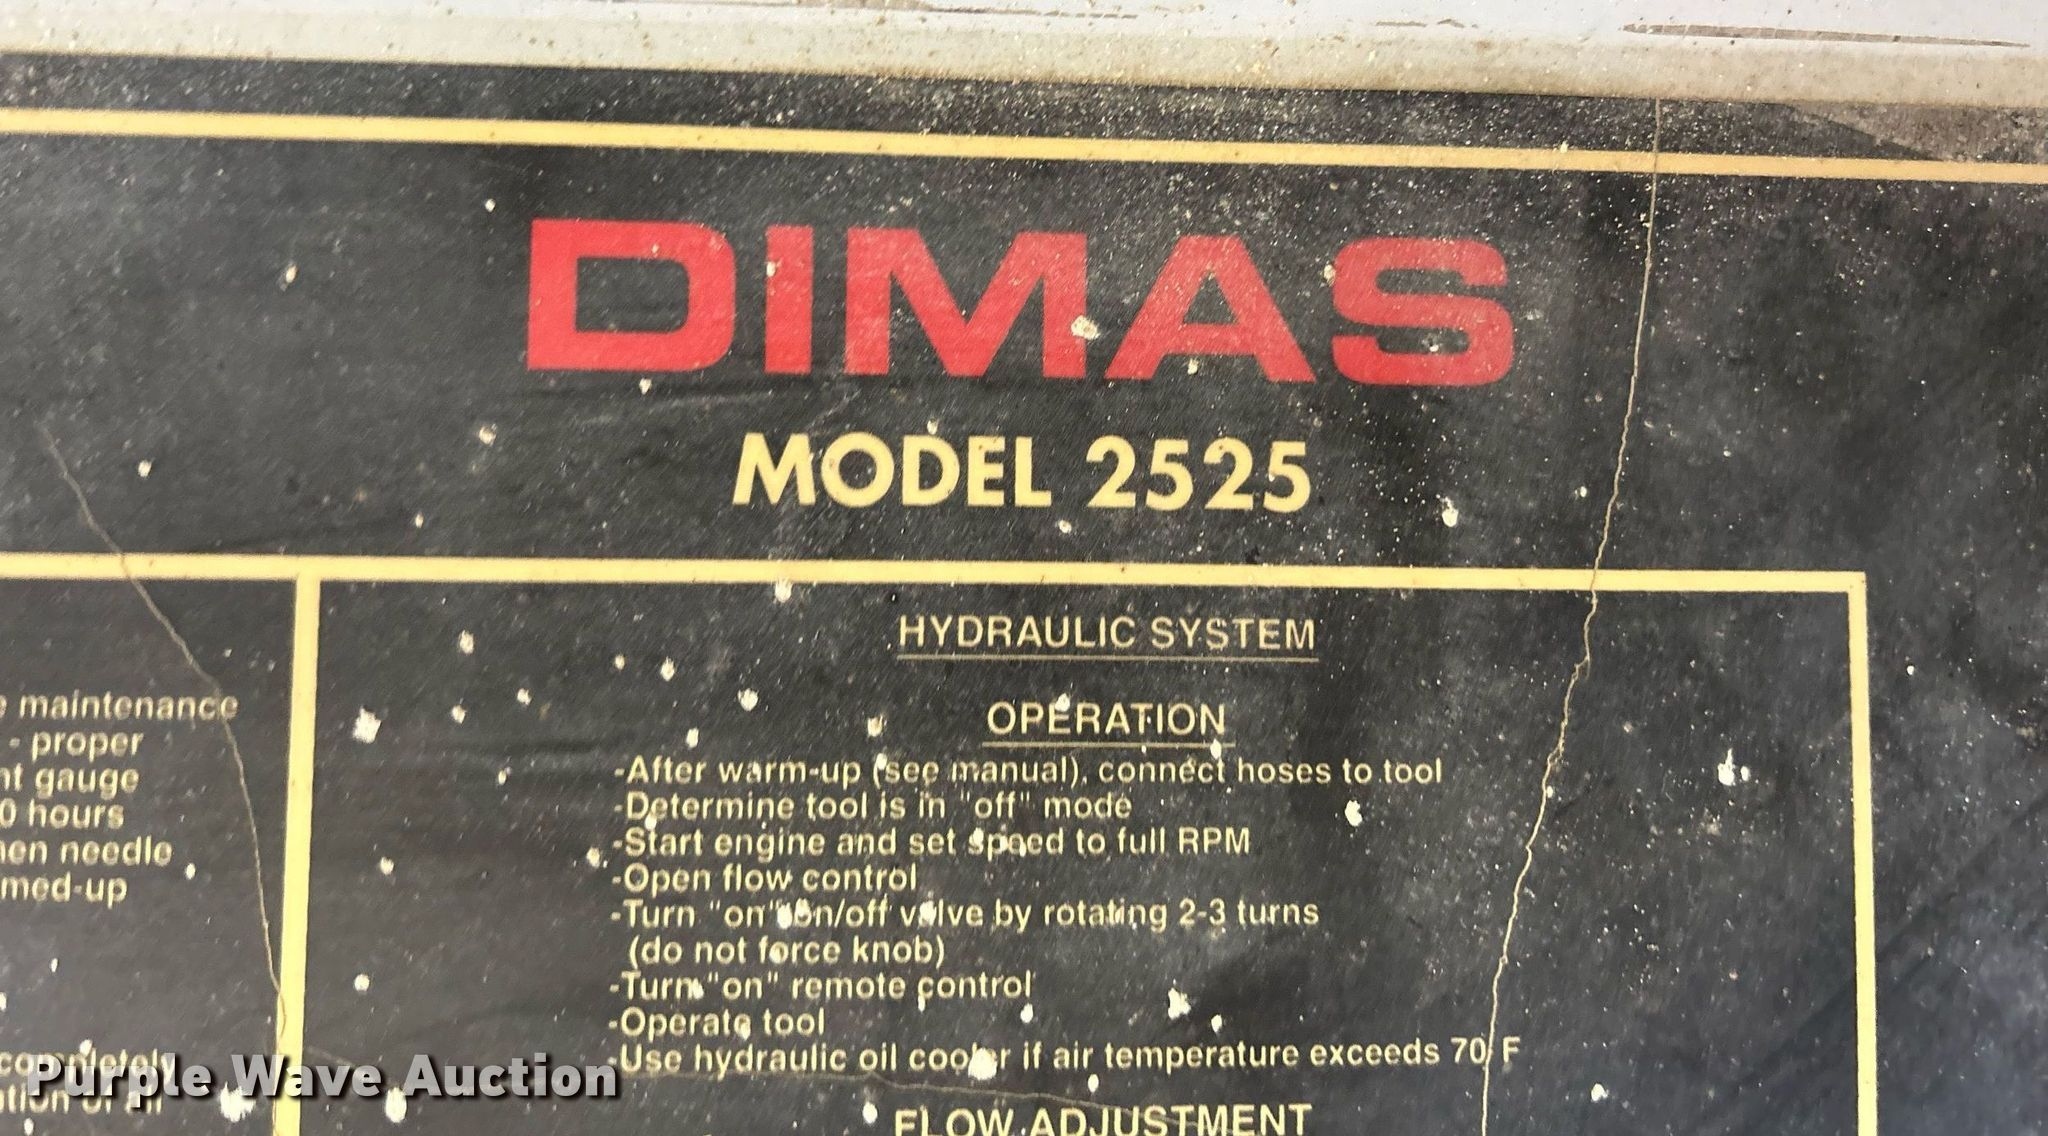 DIMAS
MODEL 2525
maintenance
- proper
gauge
0 hours
needle
med-up
completely
HYDRAULIC SYSTEM
OPERATION
-After warm-up (see manual), connect hoses to tool
-Determine tool is in "off" mode
-Start engine and set speed to full RPM
-Open flow control
-Turn "on" on/off valve by rotating 2-3 turns
(do not force knob)
-Turn "on" remote control
-Operate tool
-Use hydraulic oil cooler if air temperature exceeds 70 F
FLOW ADJUSTMENT
Purple Wave Auction